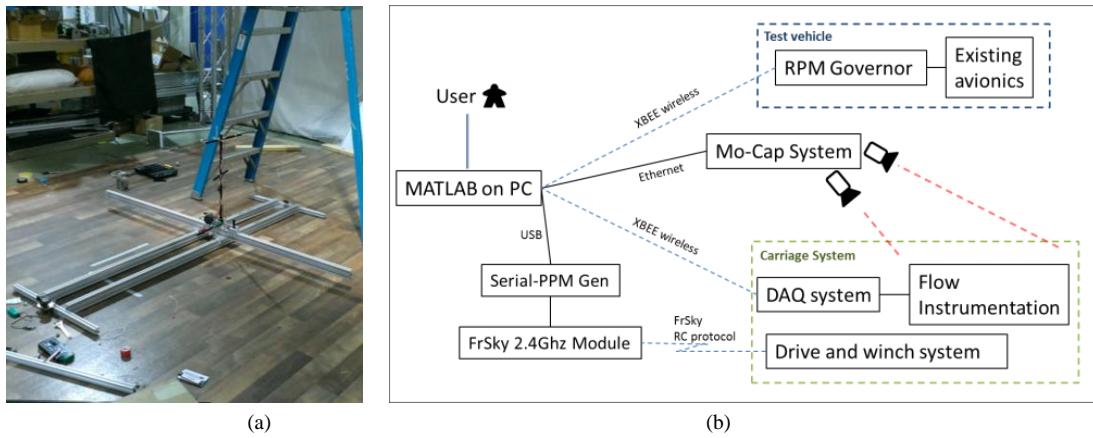 Test vehicle
RPM Governor
Existing
avionics
User
XBEE wireless
Mo-Cap System
MATLAB on PC
Ethernet
USB
XBEE wireless
Carriage System
Serial-PPM Gen
DAQ system
Flow
Instrumentation
FrSky
RC protocol
FrSky 2.4Ghz Module
Drive and winch system
(a)
(b)